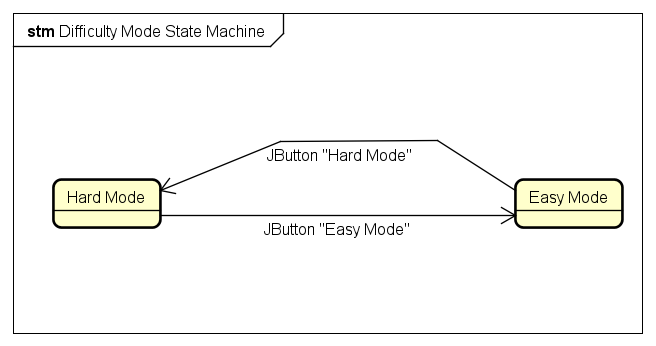 stm Difficulty Mode State Machine
JButton "Hard Mode"
Hard Mode
Easy Mode
JButton "Easy Mode"